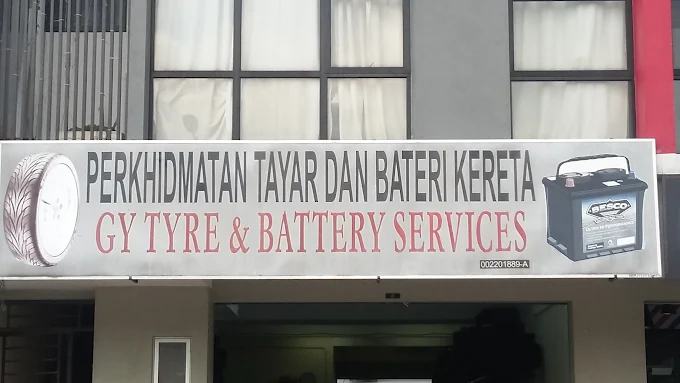 PERKHIDMATAN TAYAR DAN BATERI KERETA
GY TYRE & BATTERY SERVICES
BESCO
002201889-A